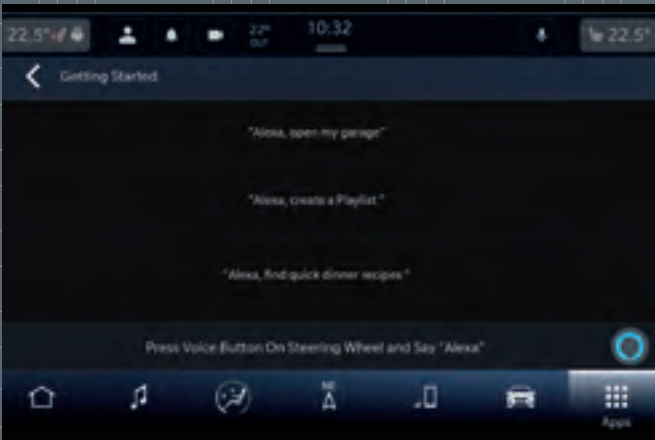 22.5°
22°
OUT
10:32
22.5°
Getting Started
"Alexa, open my garage"
"Alexa, create a Playlist."
"Alexa, find quick dinner recipes."
Press Voice Button On Steering Wheel and Say "Alexa"
NE
Apps